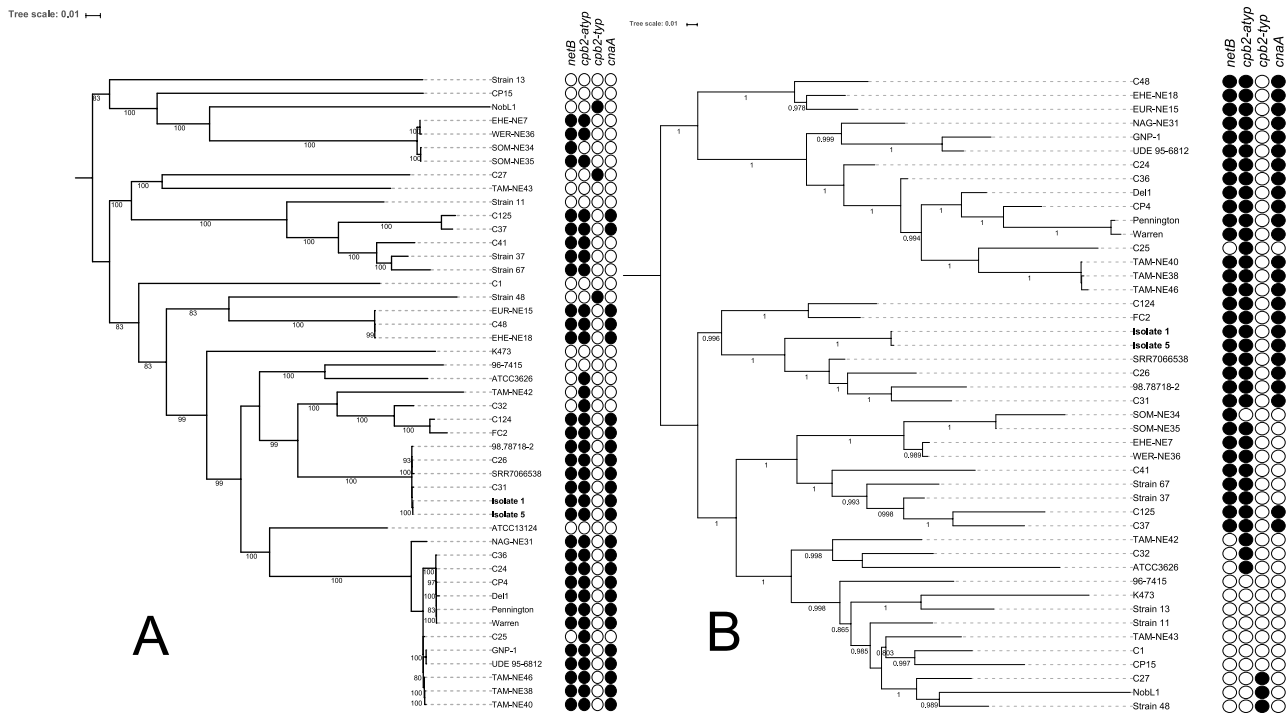 Tree scale: 0.01
netB
cpb2-atyp
cpb2-typ
cnaA
Strain 13
CP15
NobL1
EHE-NE7
WER-NE36
SOM-NE34
SOM-NE35
C27
TAM-NE43
Strain 11
C125
C37
C41
Strain 37
Strain 67
C1
Strain 48
EUR-NE15
C48
EHE-NE18
K473
96-7415
ATCC3626
TAM-NE42
C32
C124
FC2
98.78718-2
C26
SRR7066538
C31
Isolate 1
Isolate 5
ATCC13124
NAG-NE31
C36
C24
CP4
Del1
Pennington
Warren
C25
GNP-1
UDE 95-6812
TAM-NE46
TAM-NE38
TAM-NE40
83
100
100
100
100
100
100
100
100
100
100
100
83
83
100
99
83
99
100
100
100
100
100
99
93
100
100
100
99
100
100
100
97
100
83
100
100
80
100
100
A
Tree scale: 0.01
netB
cpb2-atyp
cpb2-typ
cnaA
C48
EHE-NE18
EUR-NE15
NAG-NE31
GNP-1
UDE 95-6812
C24
C36
Del1
CP4
Pennington
Warren
C25
TAM-NE40
TAM-NE38
TAM-NE46
C124
FC2
Isolate 1
Isolate 5
SRR7066538
C26
98.78718-2
C31
SOM-NE34
SOM-NE35
EHE-NE7
WER-NE36
C41
Strain 67
Strain 37
C125
C37
TAM-NE42
C32
ATCC3626
96-7415
K473
Strain 13
Strain 11
TAM-NE43
C1
CP15
C27
NobL1
Strain 48
1
0.978
0.999
1
1
1
1
1
1
1
1
0.994
1
1
1
0.996
1
1
1
1
1
1
0.989
1
0.993
0998
1
1
0.998
1
0.998
1
0.865
0.985
0.803
0.997
1
0.989
B